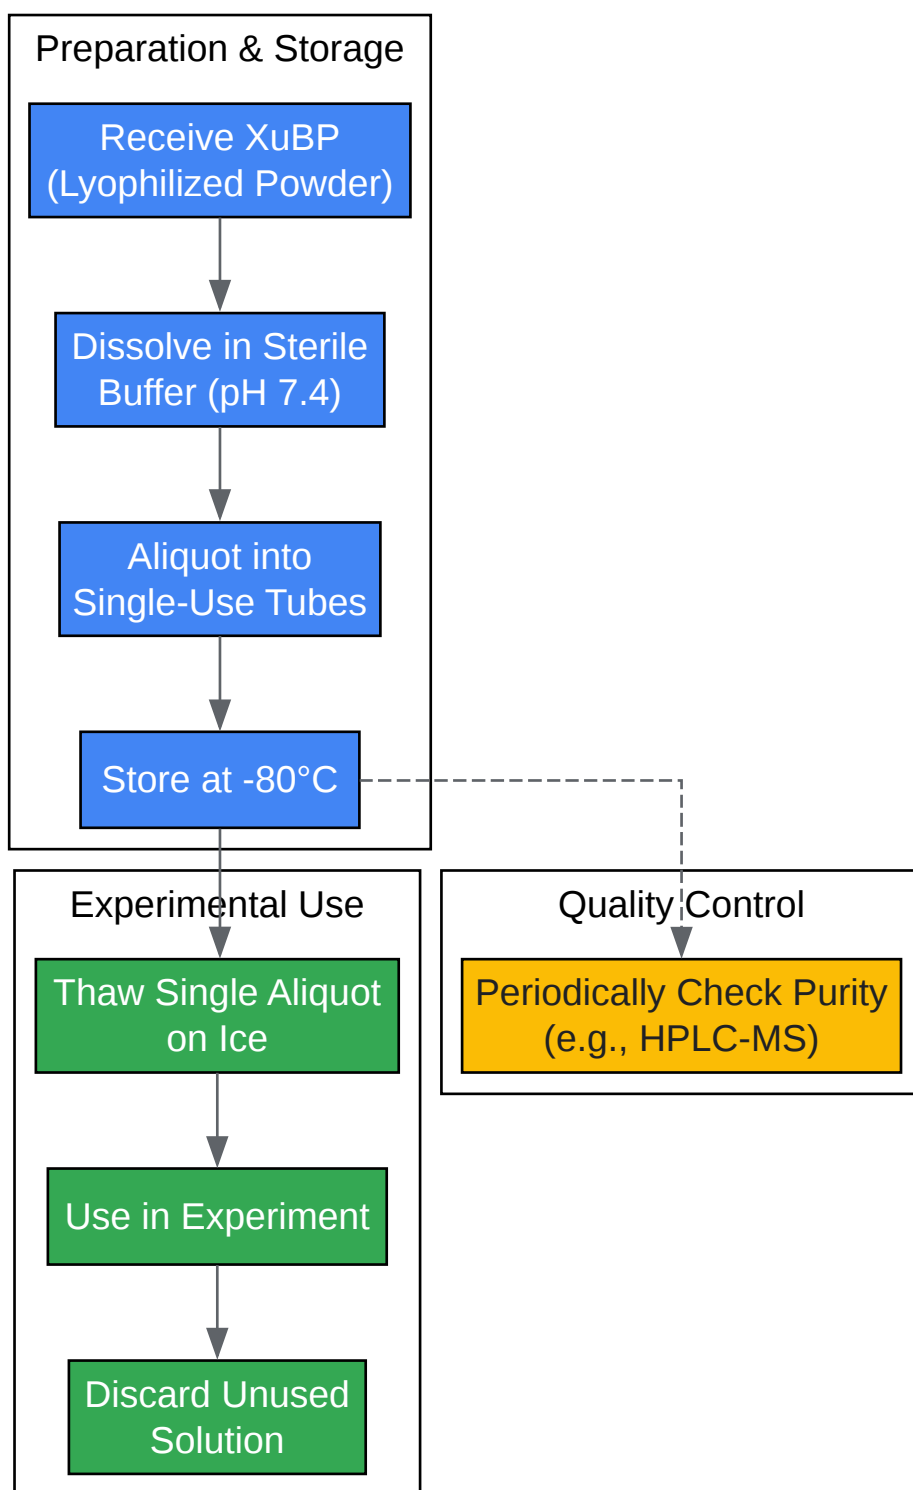 Preparation & Storage
Receive XuBP
(Lyophilized Powder)
Dissolve in Sterile
Buffer (pH 7.4)
Aliquot into
Single-Use Tubes
Store at -80°C
Experimental Use
Thaw Single Aliquot
on Ice
Use in Experiment
Discard Unused
Solution
Quality Control
Periodically Check Purity
(e.g., HPLC-MS)